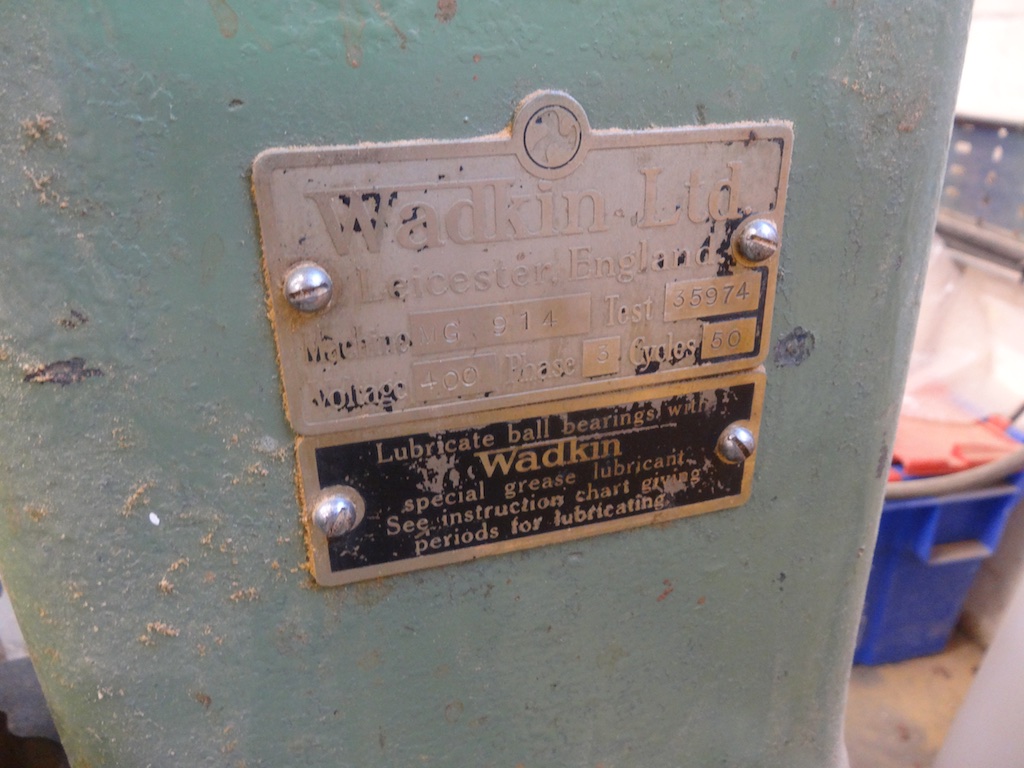 Wadkin Ltd.
Leicester, England
Machine MG 914 Test 35974
Voltage 400 Phase 3 Cycles 50
Lubricate ball bearings with
Wadkin
special grease lubricant.
See instruction chart giving
periods for lubricating.